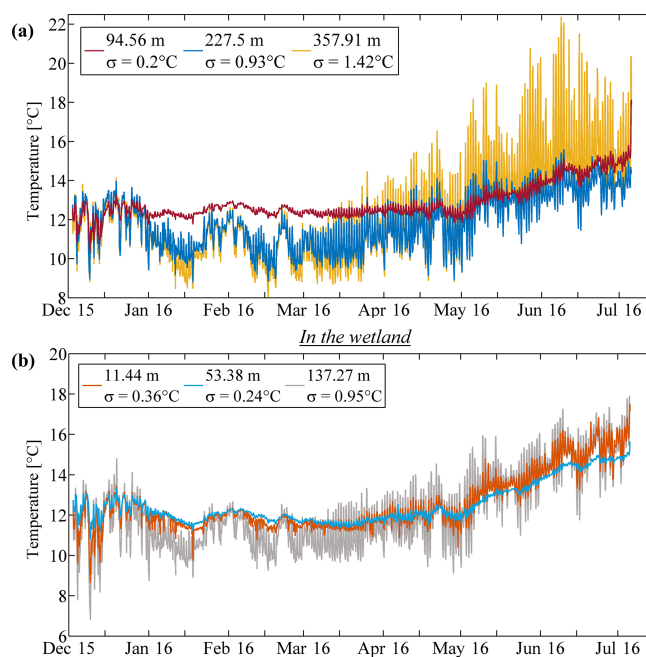 (a)
94.56 m 227.5 m 357.91 m
σ = 0.2°C σ = 0.93°C σ = 1.42°C
Temperature [°C]
22
20
18
16
14
12
10
8
Dec 15 Jan 16 Feb 16 Mar 16 Apr 16 May 16 Jun 16 Jul 16
In the wetland
(b)
11.44 m 53.38 m 137.27 m
σ = 0.36°C σ = 0.24°C σ = 0.95°C
Temperature [°C]
20
18
16
14
12
10
8
6
Dec 15 Jan 16 Feb 16 Mar 16 Apr 16 May 16 Jun 16 Jul 16